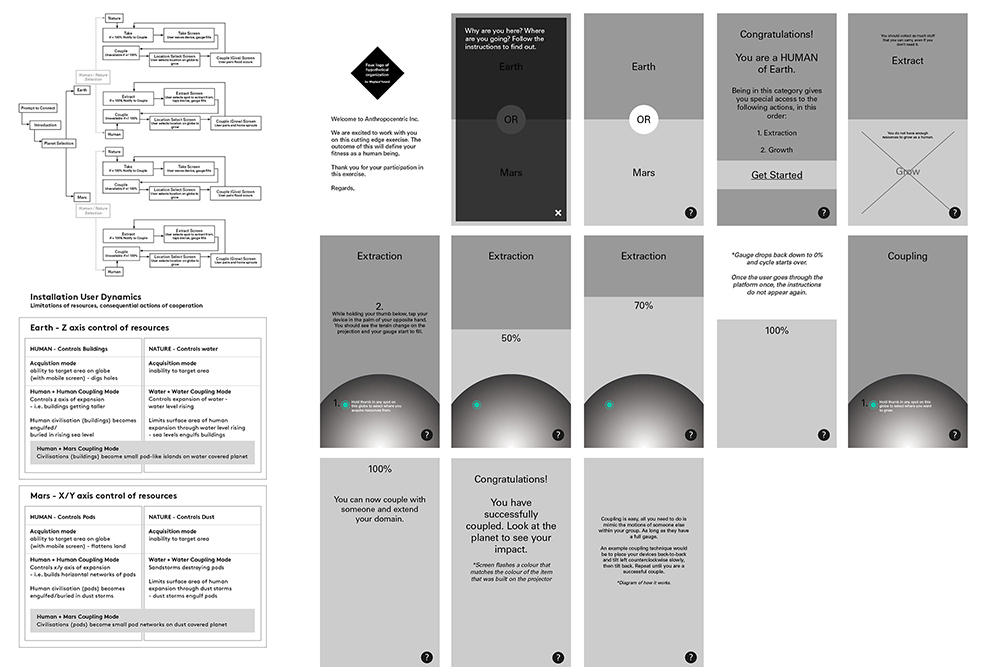 Nature
Take
if < 100% Notify to Couple
Take Screen
User waves device, gauge fills
Couple
Unavailable if < 100%
Location Select Screen
User selects location on globe to grow
Couple (Give) Screen
User pairs flood occurs
Human / Nature Selection
Earth
Extract
if < 100% Notify to Couple
Extract Screen
User selects spot to extract from, taps device, gauge fills
Couple
Unavailable if < 100%
Location Select Screen
User selects location on globe to grow
Couple (Grow) Screen
User pairs and home sprouts
Human
Prompt to Connect
Introduction
Planet Selection
Nature
Take
if < 100% Notify to Couple
Take Screen
User waves device, gauge fills
Couple
Unavailable if < 100%
Location Select Screen
User selects location on globe to grow
Couple (Give) Screen
User pairs flood occurs
Mars
Human / Nature Selection
Extract
if < 100% Notify to Couple
Extract Screen
User selects spot to extract from, taps device, gauge fills
Couple
Unavailable if < 100%
Location Select Screen
User selects location on globe to grow
Couple (Grow) Screen
User pairs and home sprouts
Human
Installation User Dynamics
Limitations of resources, consequential actions of cooperation
Earth - Z axis control of resources
HUMAN - Controls Buildings
Acquistion mode
ability to target area on globe
(with mobile screen) - digs holes
Human + Human Coupling Mode
Controls z axis of expansion
- i.e. buildings getting taller
Human civilisation (buildings) becomes
engulfed/
buried in rising sea level
NATURE - Controls water
Acquisition mode
inability to target area
Water + Water Coupling Mode
Controls expansion of water -
water level rising
Limits surface area of human
expansion through water level rising
- sea levels engulfs buildings
Human + Mars Coupling Mode
Civilisations (buildings) become small pod-like islands on water covered planet
Mars - X/Y axis control of resources
HUMAN - Controls Pods
Acquistion mode
ability to target area on globe
(with mobile screen) - flattens land
Human + Human Coupling Mode
Controls x/y axis of expansion
- i.e. builds horizontal networks of pods
Human civilisation (pods) becomes
engulfed/buried in dust storms
NATURE - Controls Dust
Acquisition mode
inability to target area
Water + Water Coupling Mode
Sandstorms destroying pods
Limits surface area of human
expansion through dust storms
- dust storms engulf pods
Human + Mars Coupling Mode
Civilisations (pods) become small pod networks on dust covered planet
Faux logo of
hypothetical
organization
Welcome to Anthropocentric Inc.
We are excited to work with you
on this cutting edge exercise. The
outcome of this will define your
fitness as a human being.
Thank you for your participation in
this exercise.
Regards,
Why are you here? Where
are you going? Follow the
instructions to find out.
Earth
OR
Mars
×
Earth
OR
Mars
?
Congratulations!
You are a HUMAN
of Earth.
Being in this category gives
you special access to the
following actions, in this
order:
1. Extraction
2. Growth
Get Started
?
You should extract as much stuff
that you can carry, even if you
don't need it.
Extract
You do not have enough
resources to grow as a human.
Grow
?
Extraction
2.
While holding your thumb below, tap your
device in the palm of your opposite hand.
You should see the terrain change on the
projection and your gauge start to fill.
1.
Hold thumb in any spot on
this globe to select where you
acquire resources from.
?
Extraction
50%
?
Extraction
70%
?
*Gauge drops back down to 0%
and cycle starts over.
Once the user goes through the
platform once, the instructions
do not appear again.
100%
?
Coupling
1.
Hold thumb in any spot on this
globe to select where you want
to grow.
?
100%
You can now couple with
someone and extend
your domain.
?
Congratulations!
You have
successfully
coupled. Look at the
planet to see your
impact.
*Screen flashes a colour that
matches the colour of the item
that was built on the projector
?
Coupling is easy, all you need to do is
mimic the motions of someone else
within your group. As long as they have
a full gauge.
An example coupling technique would
be to place your devices back-to-back
and tilt left counterclockwise slowly,
then tilt back. Repeat until you are a
successful couple.
*Diagram of how it works.
?